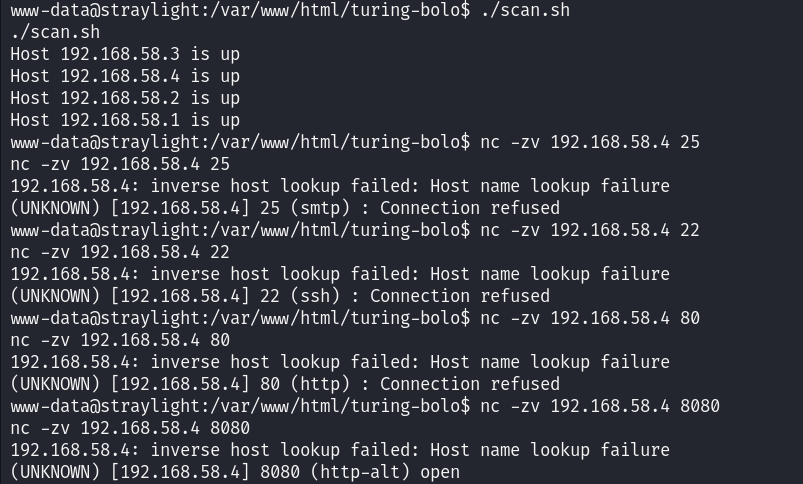 www-data@straylight:/var/www/html/turing-bolo$ ./scan.sh
./scan.sh
Host 192.168.58.3 is up
Host 192.168.58.4 is up
Host 192.168.58.2 is up
Host 192.168.58.1 is up
www-data@straylight:/var/www/html/turing-bolo$ nc -zv 192.168.58.4 25
nc -zv 192.168.58.4 25
192.168.58.4: inverse host lookup failed: Host name lookup failure
(UNKNOWN) [192.168.58.4] 25 (smtp) : Connection refused
www-data@straylight:/var/www/html/turing-bolo$ nc -zv 192.168.58.4 22
nc -zv 192.168.58.4 22
192.168.58.4: inverse host lookup failed: Host name lookup failure
(UNKNOWN) [192.168.58.4] 22 (ssh) : Connection refused
www-data@straylight:/var/www/html/turing-bolo$ nc -zv 192.168.58.4 80
nc -zv 192.168.58.4 80
192.168.58.4: inverse host lookup failed: Host name lookup failure
(UNKNOWN) [192.168.58.4] 80 (http) : Connection refused
www-data@straylight:/var/www/html/turing-bolo$ nc -zv 192.168.58.4 8080
nc -zv 192.168.58.4 8080
192.168.58.4: inverse host lookup failed: Host name lookup failure
(UNKNOWN) [192.168.58.4] 8080 (http-alt) open